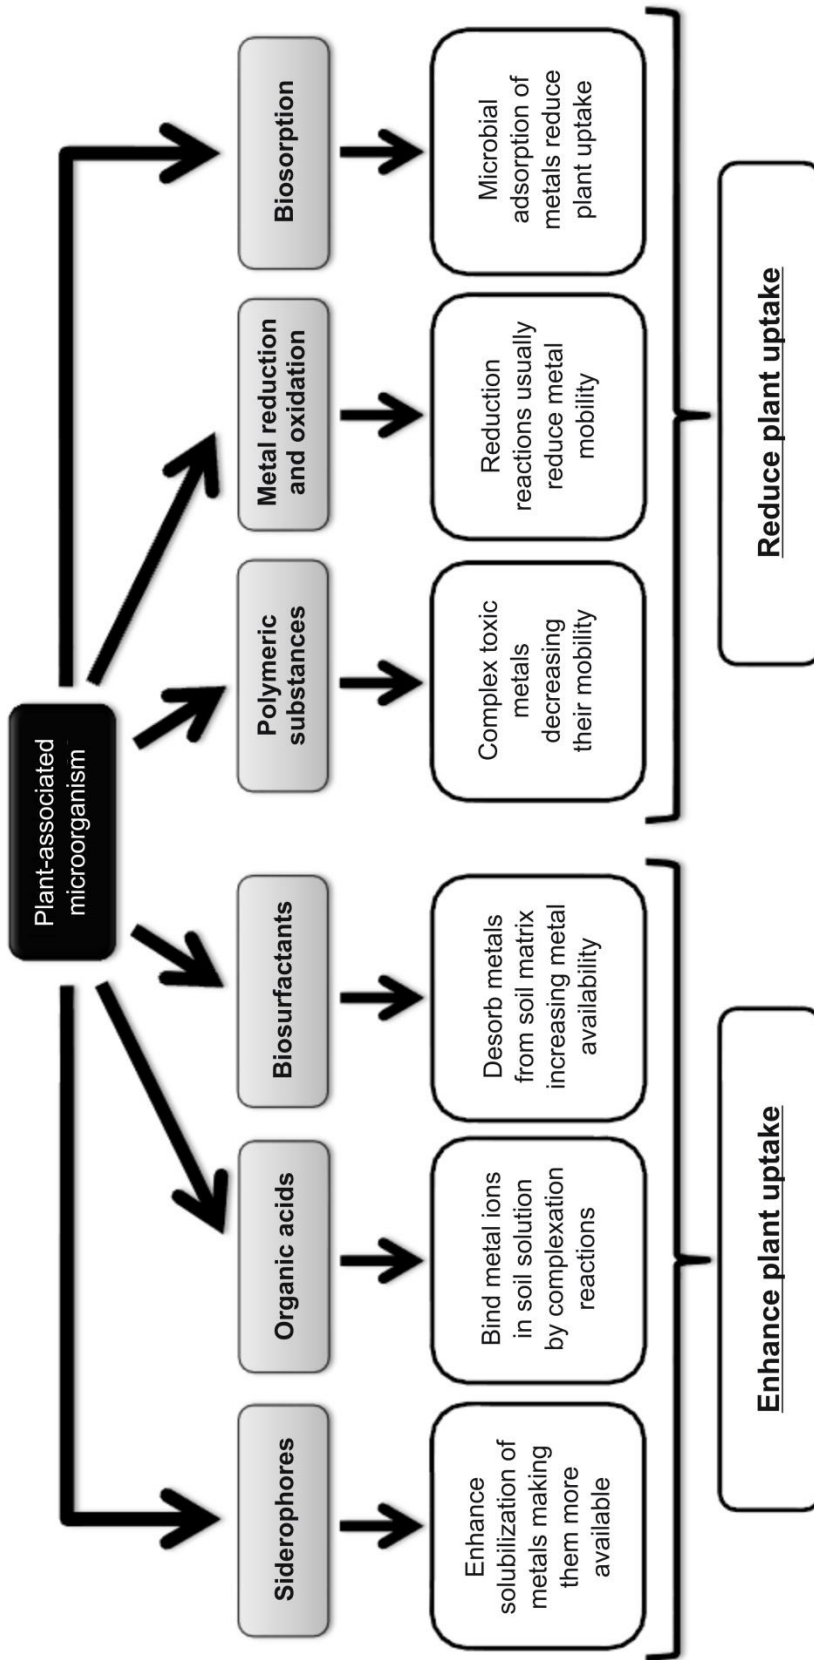 Plant-associated
microorganism
Siderophores
Organic acids
Biosurfactants
Polymeric
substances
Metal reduction
and oxidation
Biosorption
Enhance
solubilization of
metals making
them more
available
Bind metal ions
in soil solution
by complexation
reactions
Desorb metals
from soil matrix
increasing metal
availability
Complex toxic
metals
decreasing
their mobility
Reduction
reactions usually
reduce metal
mobility
Microbial
adsorption of
metals reduce
plant uptake
Enhance plant uptake
Reduce plant uptake